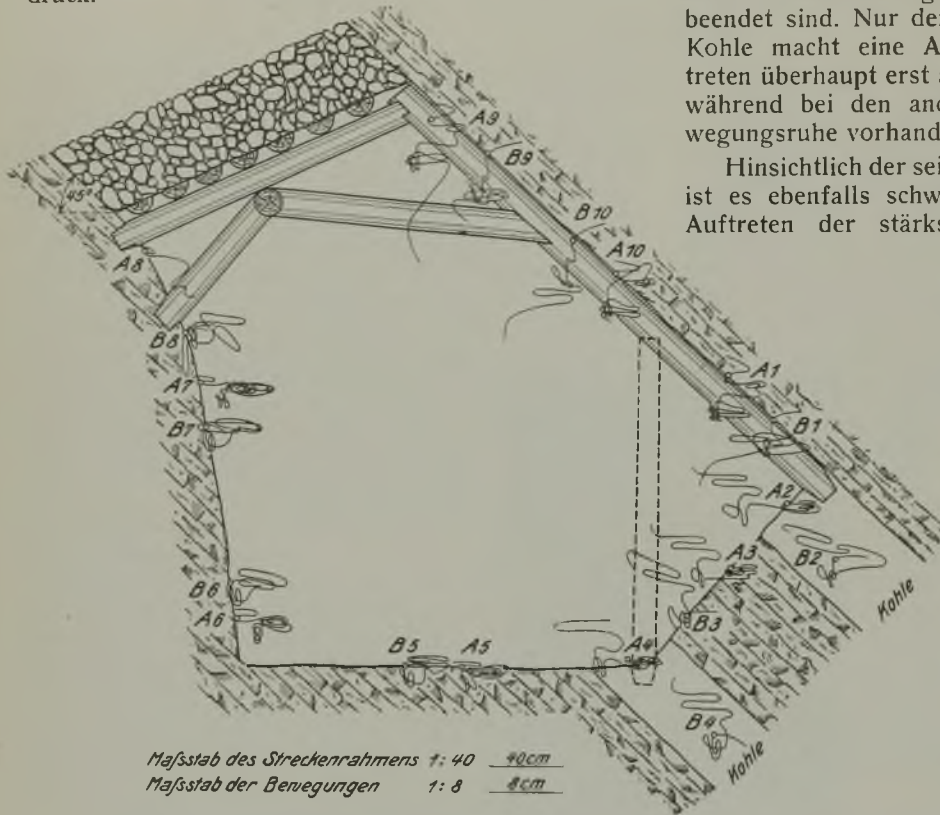 druck.
beendet sind. Nur de
Kohle macht eine A
treten überhaupt erst
während bei den and
wegungsruhe vorhand
Hinsichtlich der sei
ist es ebenfalls schw
Auftreten der stärks
A9
B9
45°
B10
A10
A8
B8
A7
B7
A1
B1
A2
B2
A3
Kohle
B6
A6
B3
B5 A5
A4
B4
Kohle
Maßstab des Streckenrahmens 1:40 40cm
Maßstab der Bewegungen 1:8 8cm